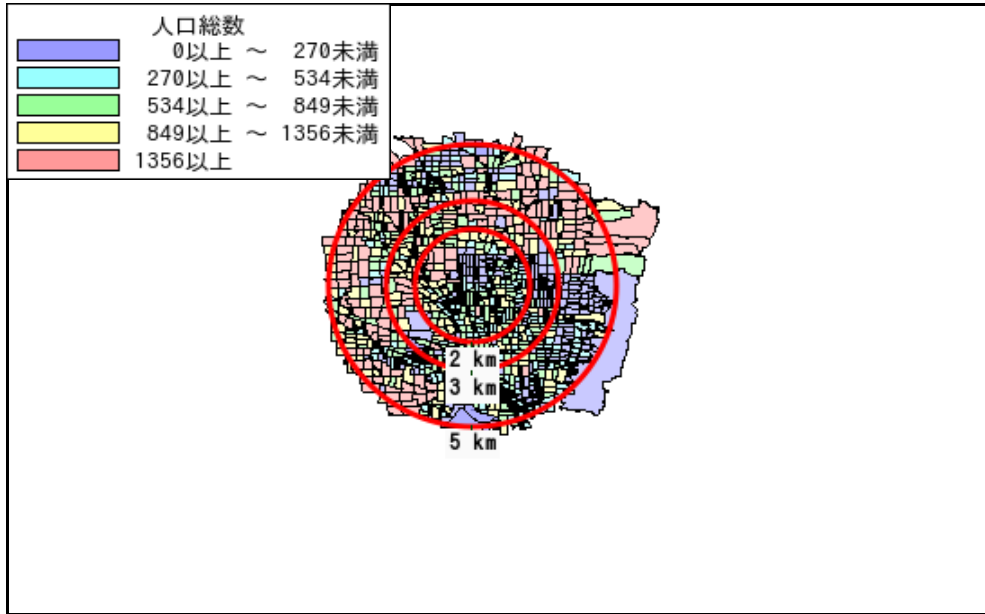 人口総数
0以上 ～ 270未満
270以上 ～ 534未満
534以上 ～ 849未満
849以上 ～ 1356未満
1356以上
2 km
3 km
5 km